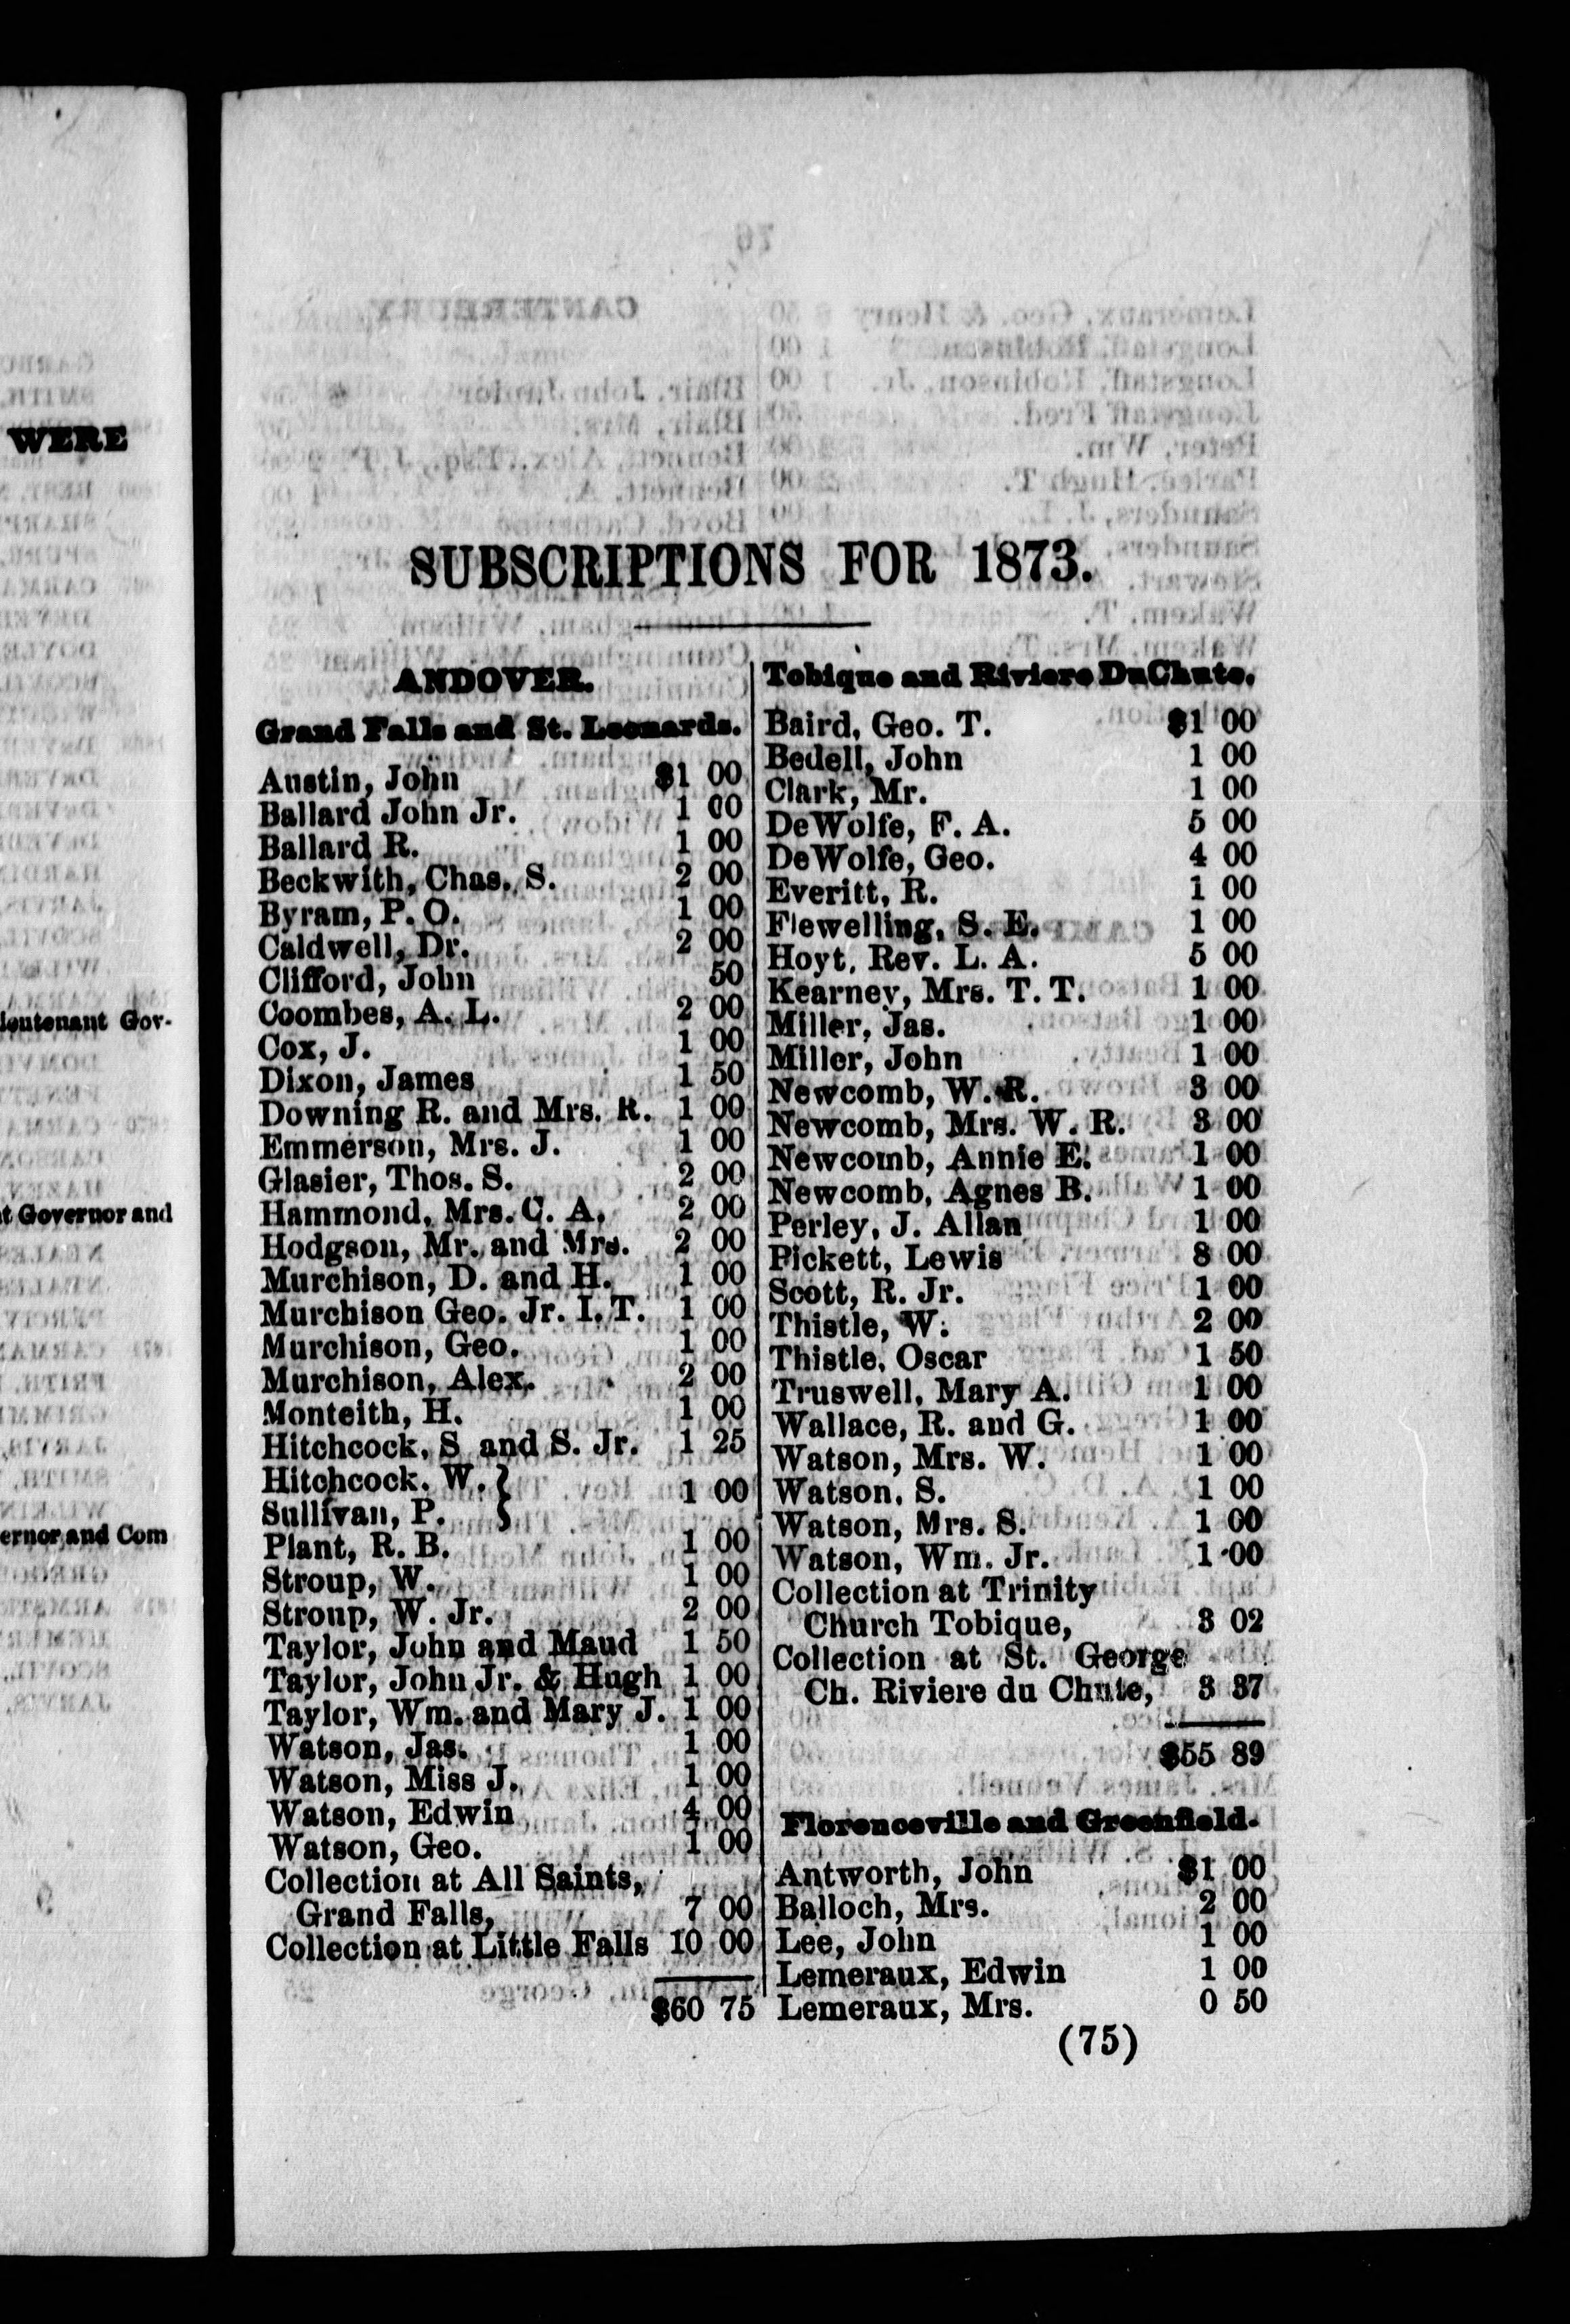 WERE
ieutenant Gov-
t Governor and
ernor and Com
SUBSCRIPTIONS FOR 1873.
ANDOVER.
Grand Falls and St. Leonards.
Austin, John $1 00
Ballard John Jr. 1 00
Ballard R. 1 00
Beckwith, Chas. S. 2 00
Byram, P. O. 1 00
Caldwell, Dr. 2 00
Clifford, John 50
Coombes, A. L. 2 00
Cox, J. 1 00
Dixon, James 1 50
Downing R. and Mrs. R. 1 00
Emmerson, Mrs. J. 1 00
Glasier, Thos. S. 2 00
Hammond, Mrs. C. A. 2 00
Hodgson, Mr. and Mrs. 2 00
Murchison, D. and H. 1 00
Murchison Geo. Jr. I. T. 1 00
Murchison, Geo. 1 00
Murchison, Alex. 2 00
Monteith, H. 1 00
Hitchcock, S and S. Jr. 1 25
Hitchcock, W. }
Sullivan, P. } 1 00
Plant, R. B. 1 00
Stroup, W. 1 00
Stroup, W. Jr. 2 00
Taylor, John and Maud 1 50
Taylor, John Jr. & Hugh 1 00
Taylor, Wm. and Mary J. 1 00
Watson, Jas. 1 00
Watson, Miss J. 1 00
Watson, Edwin 4 00
Watson, Geo. 1 00
Collection at All Saints,
Grand Falls, 7 00
Collection at Little Falls 10 00
$60 75
Tobique and Riviere DuChute.
Baird, Geo. T. $1 00
Bedell, John 1 00
Clark, Mr. 1 00
DeWolfe, F. A. 5 00
DeWolfe, Geo. 4 00
Everitt, R. 1 00
Flewelling, S. E. 1 00
Hoyt, Rev. L. A. 5 00
Kearney, Mrs. T. T. 1 00
Miller, Jas. 1 00
Miller, John 1 00
Newcomb, W. R. 3 00
Newcomb, Mrs. W. R. 3 00
Newcomb, Annie E. 1 00
Newcomb, Agnes B. 1 00
Perley, J. Allan 1 00
Pickett, Lewis 8 00
Scott, R. Jr. 1 00
Thistle, W. 2 00
Thistle, Oscar 1 50
Truswell, Mary A. 1 00
Wallace, R. and G. 1 00
Watson, Mrs. W. 1 00
Watson, S. 1 00
Watson, Mrs. S. 1 00
Watson, Wm. Jr. 1 00
Collection at Trinity
Church Tobique, 3 02
Collection at St. George
Ch. Riviere du Chute, 3 37
$55 89
Florenceville and Greenfield.
Antworth, John $1 00
Balloch, Mrs. 2 00
Lee, John 1 00
Lemeraux, Edwin 1 00
Lemeraux, Mrs. 0 50
(75)